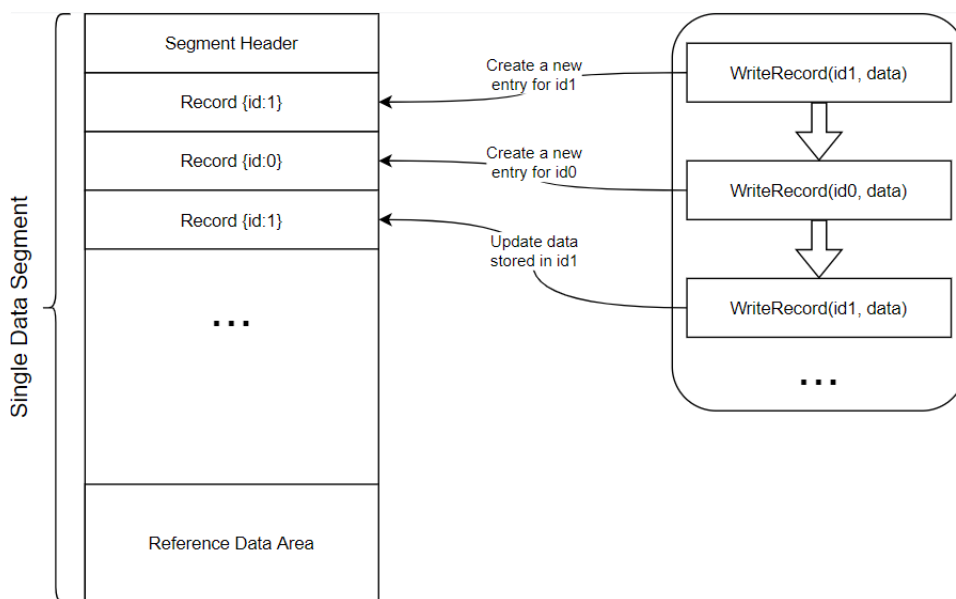 Segment Header
Record {id:1}
Record {id:0}
Record {id:1}
...
Reference Data Area
Single Data Segment
Create a new
entry for id1
Create a new
entry for id0
Update data
stored in id1
WriteRecord(id1, data)
WriteRecord(id0, data)
WriteRecord(id1, data)
...